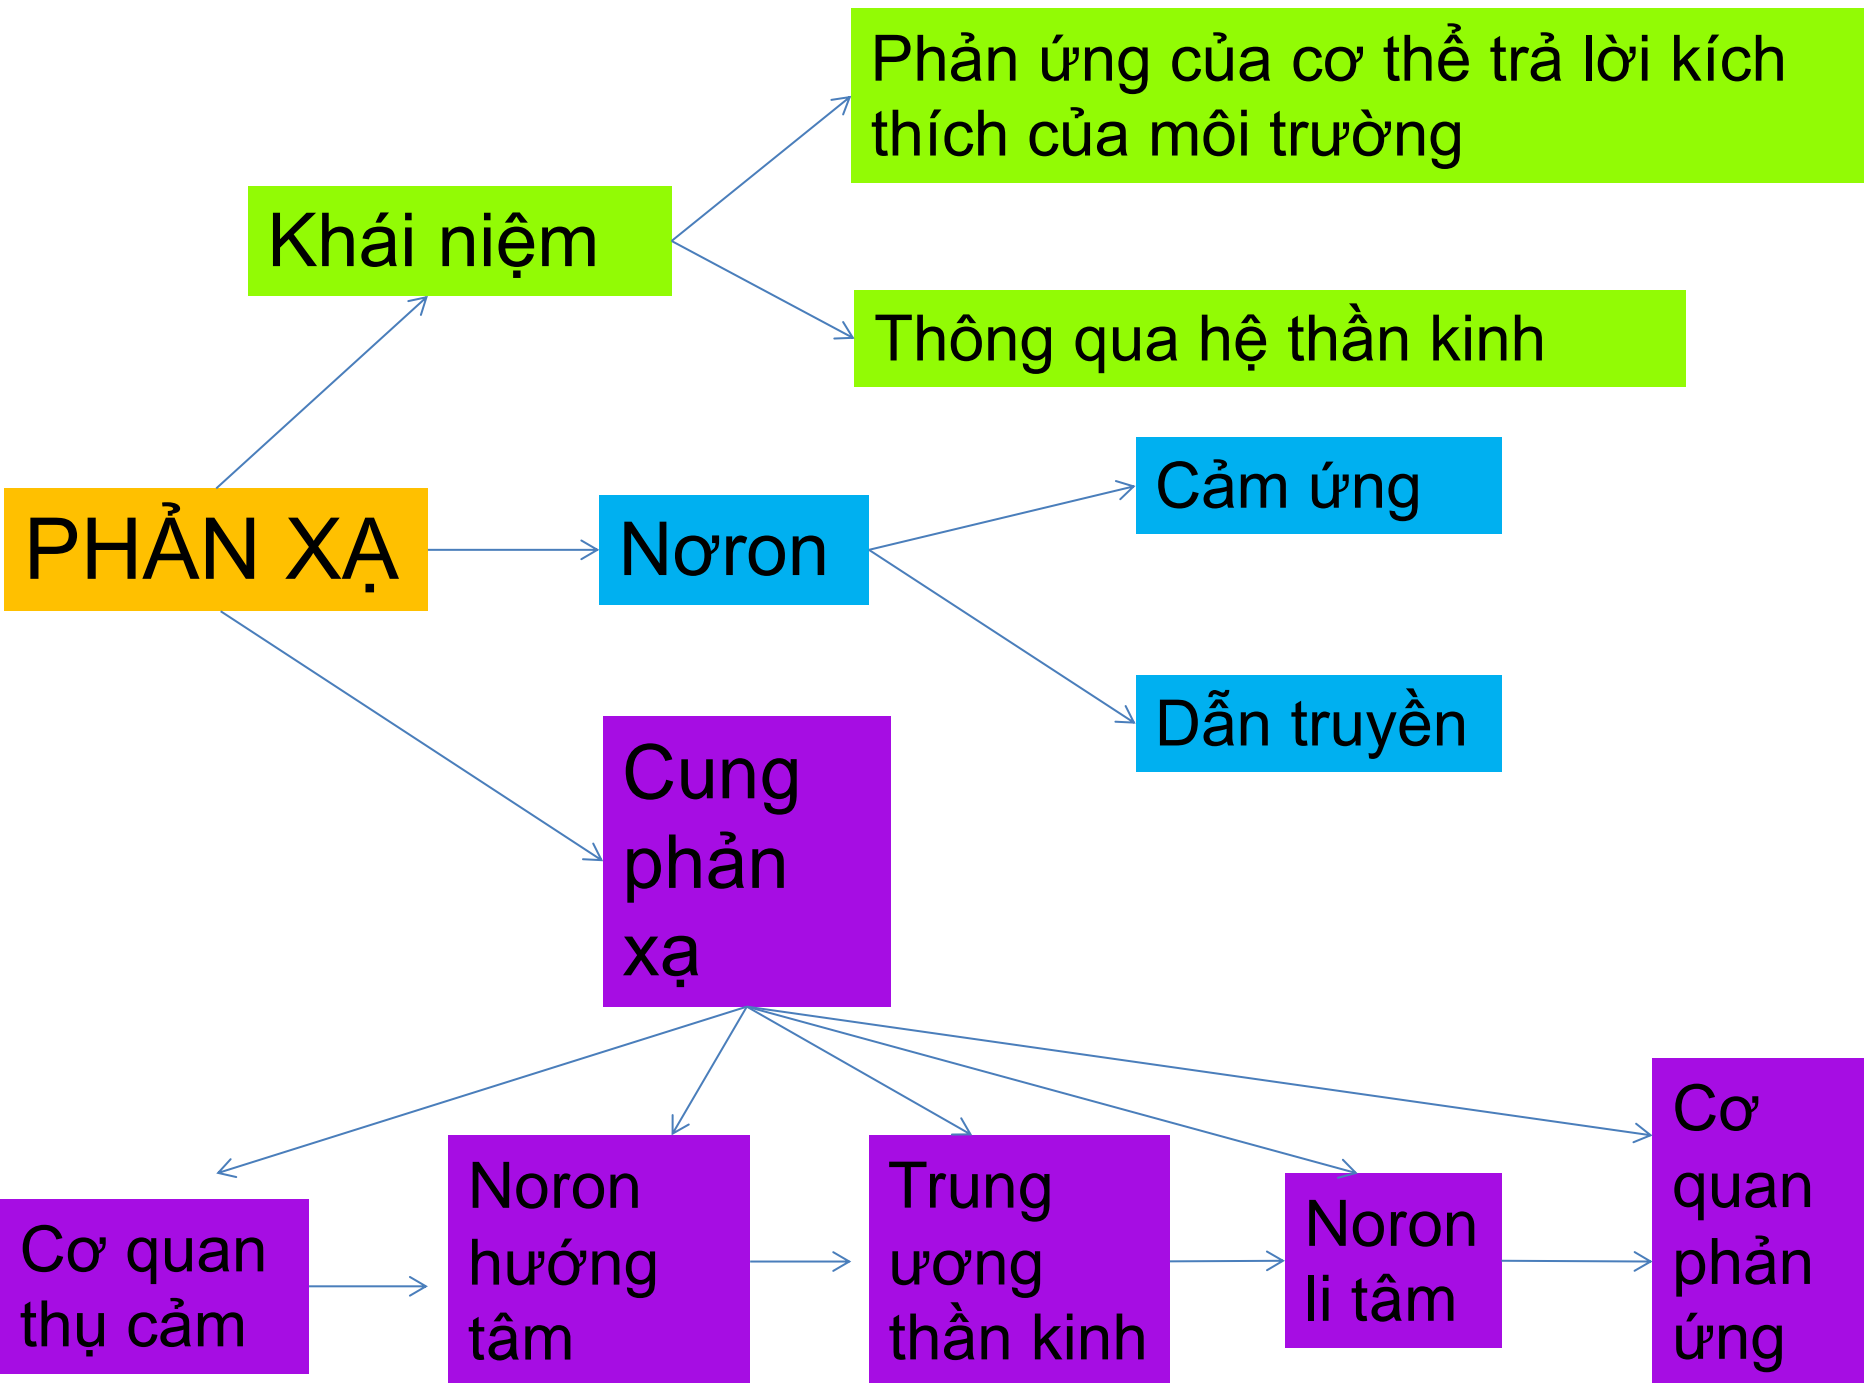 Phản ứng của cơ thể trả lời kích
thích của môi trường
Khái niệm
Thông qua hệ thần kinh
Cảm ứng
PHẢN XẠ
Nơron
Dẫn truyền
Cung
phản
xạ
Cơ quan
thụ cảm
Noron
hướng
tâm
Trung
ương
thần kinh
Noron
li tâm
Cơ
quan
phản
ứng